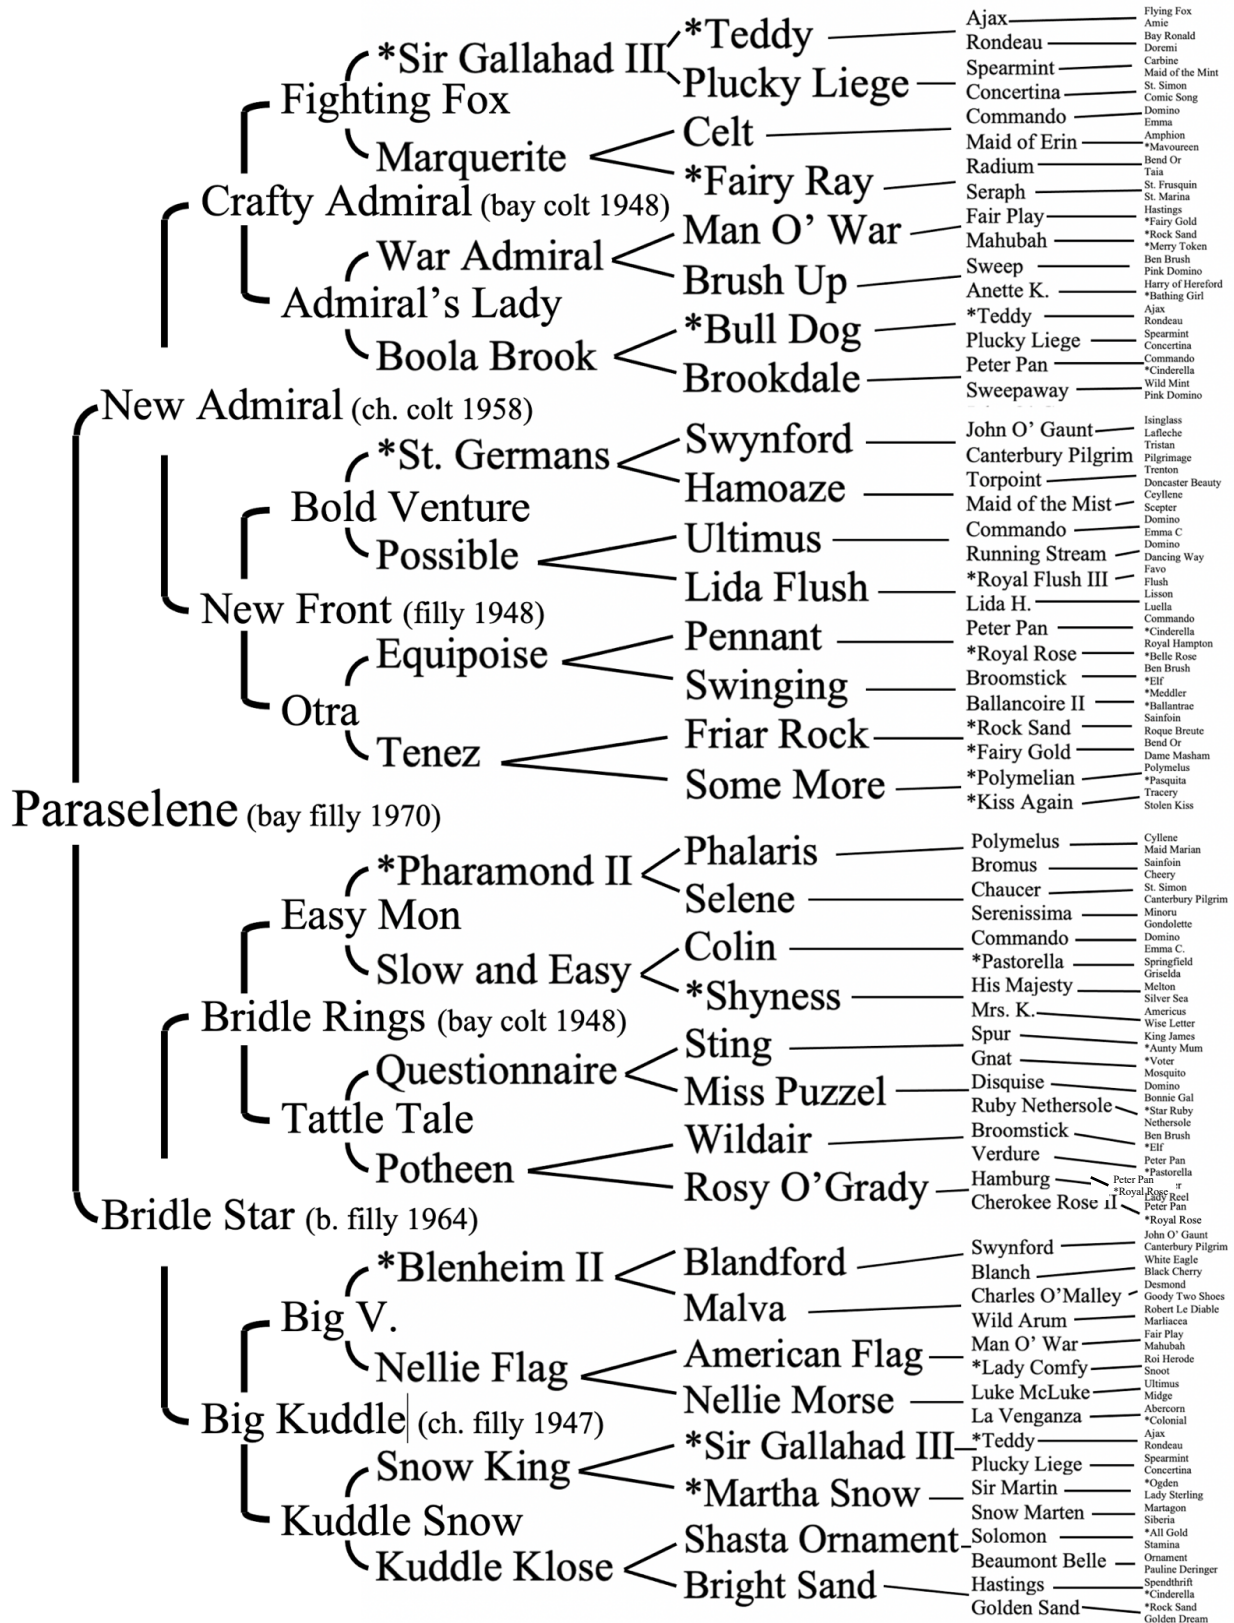 Flying Fox
Ajax
Amie
*Teddy
Bay Ronald
Rondeau
Doremi
*Sir Gallahad III
Carbine
Spearmint
Maid of the Mint
Plucky Liege
St. Simon
Concertina
Comic Song
Fighting Fox
Domino
Commando
Emma
Celt
Amphion
Maid of Erin
*Mavoureen
Marquerite
Bend Or
Radium
Taia
*Fairy Ray
St. Frusquin
Seraph
St. Marina
Crafty Admiral (bay colt 1948)
Hastings
Fair Play
*Fairy Gold
Man O’ War
*Rock Sand
Mahubah
*Merry Token
War Admiral
Ben Brush
Sweep
Pink Domino
Brush Up
Harry of Hereford
Anette K.
*Bathing Girl
Admiral’s Lady
Ajax
*Teddy
Rondeau
*Bull Dog
Spearmint
Plucky Liege
Concertina
Boola Brook
Commando
Peter Pan
*Cinderella
Brookdale
Wild Mint
Sweepaway
Pink Domino
New Admiral (ch. colt 1958)
Isinglass
John O’ Gaunt
Lafleche
Swynford
Tristan
Canterbury Pilgrim
Pilgrimage
*St. Germans
Trenton
Torpoint
Doncaster Beauty
Hamoaze
Ceyllene
Maid of the Mist
Scepter
Bold Venture
Domino
Commando
Emma C
Ultimus
Domino
Running Stream
Dancing Way
Possible
Favo
*Royal Flush III
Flush
Lida Flush
Lisson
Lida H.
Luella
New Front (filly 1948)
Commando
Peter Pan
*Cinderella
Pennant
Royal Hampton
*Royal Rose
*Belle Rose
Equipoise
Ben Brush
Broomstick
*Elf
Swinging
*Meddler
Ballancoire II
*Ballantrae
Otra
Sainfoin
*Rock Sand
Roque Breute
Friar Rock
Bend Or
*Fairy Gold
Dame Masham
Tenez
Polymelus
*Polymelian
*Pasquita
Some More
Tracery
*Kiss Again
Stolen Kiss
Paraselene (bay filly 1970)
Cyllene
Polymelus
Maid Marian
Phalaris
Sainfoin
Bromus
Cheery
*Pharamond II
St. Simon
Chaucer
Canterbury Pilgrim
Selene
Minoru
Serenissima
Gondolette
Easy Mon
Domino
Commando
Emma C.
Colin
Springfield
*Pastorella
Griselda
Slow and Easy
Melton
His Majesty
Silver Sea
*Shyness
Americus
Mrs. K.
Wise Letter
Bridle Rings (bay colt 1948)
King James
Spur
*Aunty Mum
Sting
*Voter
Gnat
Mosquito
Questionnaire
Domino
Disquise
Bonnie Gal
Miss Puzzel
*Star Ruby
Ruby Nethersole
Nethersole
Tattle Tale
Ben Brush
Broomstick
*Elf
Wildair
Peter Pan
Verdure
*Pastorella
Potheen
Hamburg
Peter Pan
*Royal Rose
Lady Reel
Rosy O’Grady
Cherokee Rose II
Peter Pan
*Royal Rose
Bridle Star (b. filly 1964)
John O’ Gaunt
Swynford
Canterbury Pilgrim
Blandford
White Eagle
Blanch
Black Cherry
*Blenheim II
Desmond
Charles O’Malley
Goody Two Shoes
Malva
Robert Le Diable
Wild Arum
Marliacea
Big V.
Fair Play
Man O’ War
Mahubah
American Flag
Roi Herode
*Lady Comfy
Snoot
Nellie Flag
Ultimus
Luke McLuke
Midge
Nellie Morse
Abercorn
La Venganza
*Colonial
Big Kuddle (ch. filly 1947)
Ajax
*Teddy
Rondeau
*Sir Gallahad III
Spearmint
Plucky Liege
Concertina
Snow King
*Ogden
Sir Martin
Lady Sterling
*Martha Snow
Martagon
Snow Marten
Siberia
Kuddle Snow
*All Gold
Solomon
Stamina
Shasta Ornament
Ornament
Beaumont Belle
Pauline Deringer
Kuddle Klose
Spendthrift
Hastings
*Cinderella
Bright Sand
*Rock Sand
Golden Sand
Golden Dream